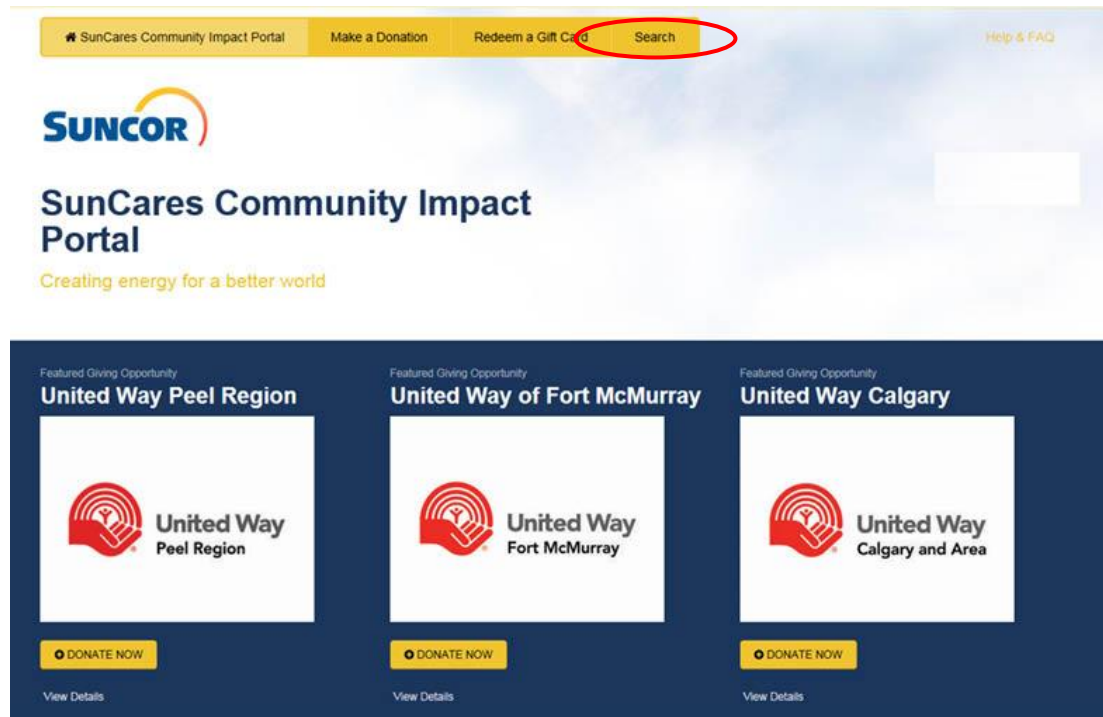 SunCares Community Impact Portal
Make a Donation
Redeem a Gift Card
Search
Help & FAQ
SUNCOR
SunCares Community Impact
Portal
Creating energy for a better world
Featured Giving Opportunity
United Way Peel Region
United Way
Peel Region
DONATE NOW
View Details
Featured Giving Opportunity
United Way of Fort McMurray
United Way
Fort McMurray
DONATE NOW
View Details
Featured Giving Opportunity
United Way Calgary
United Way
Calgary and Area
DONATE NOW
View Details